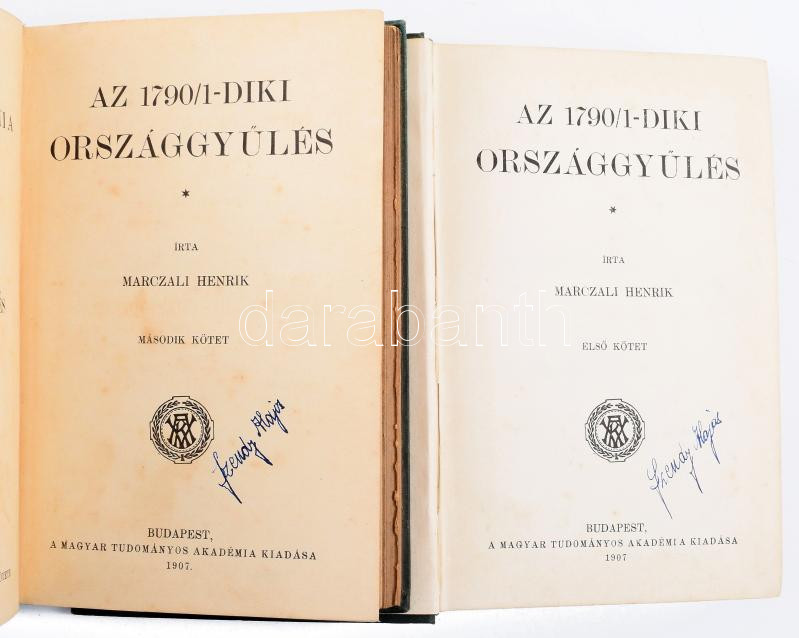 AZ 1790/1-DIKI
ORSZÁGGYŰLÉS
*
ÍRTA
MARCZALI HENRIK
MÁSODIK KÖTET
BUDAPEST,
A MAGYAR TUDOMÁNYOS AKADÉMIA KIADÁSA
1907.
AZ 1790/1-DIKI
ORSZÁGGYŰLÉS
*
ÍRTA
MARCZALI HENRIK
ELSŐ KÖTET
BUDAPEST,
A MAGYAR TUDOMÁNYOS AKADÉMIA KIADÁSA
1907
darabanth